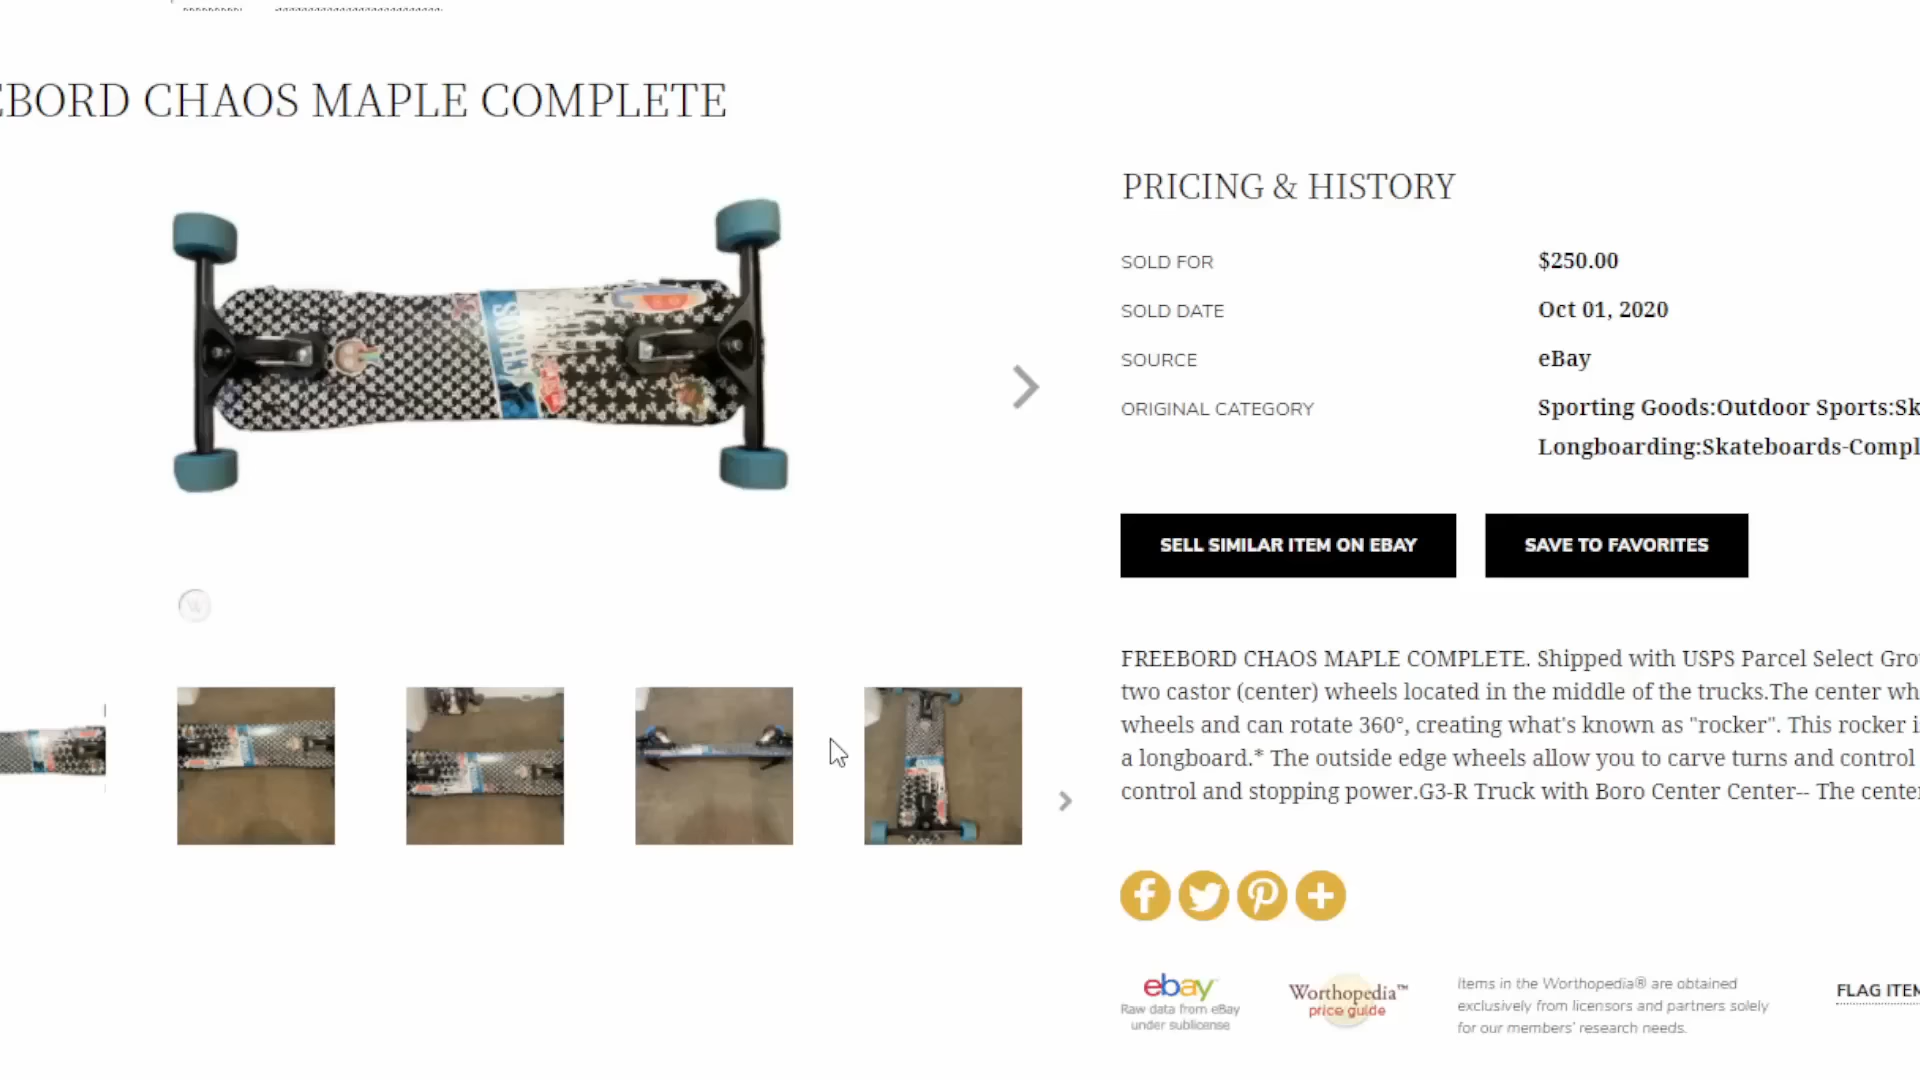 EBORD CHAOS MAPLE COMPLETE
CHAOS
PRICING & HISTORY
SOLD FOR $250.00
SOLD DATE Oct 01, 2020
SOURCE eBay
ORIGINAL CATEGORY Sporting Goods:Outdoor Sports:Sk
Longboarding:Skateboards-Compl
SELL SIMILAR ITEM ON EBAY SAVE TO FAVORITES
FREEBORD CHAOS MAPLE COMPLETE. Shipped with USPS Parcel Select Gro
two castor (center) wheels located in the middle of the trucks.The center wh
wheels and can rotate 360°, creating what's known as "rocker". This rocker i
a longboard.* The outside edge wheels allow you to carve turns and control
control and stopping power.G3-R Truck with Boro Center Center-- The cente
ebay
Raw data from eBay
under sublicense
Worthopedia™
price guide
Items in the Worthopedia® are obtained
exclusively from licensors and partners solely
for our members' research needs.
FLAG ITEM